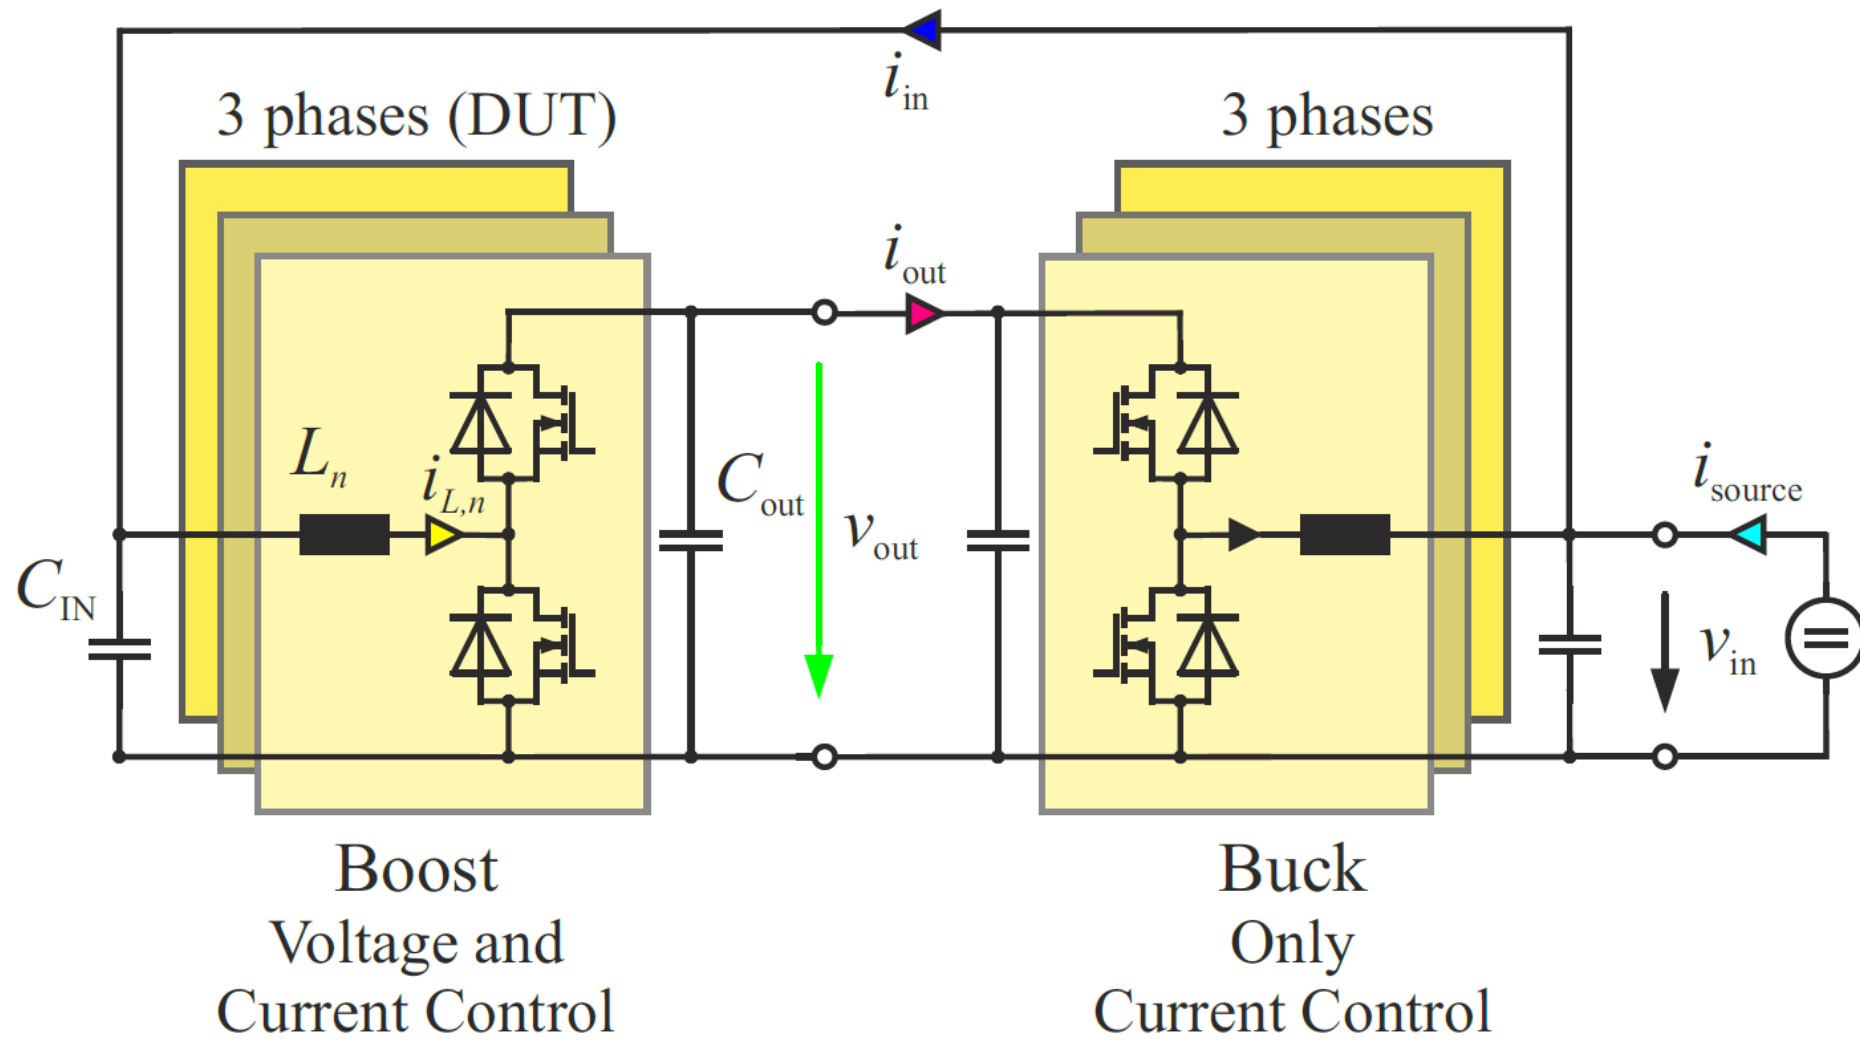 i_in
3 phases (DUT)
3 phases
i_out
L_n
i_L,n
C_out
v_out
i_source
C_IN
v_in
Boost
Voltage and
Current Control
Buck
Only
Current Control